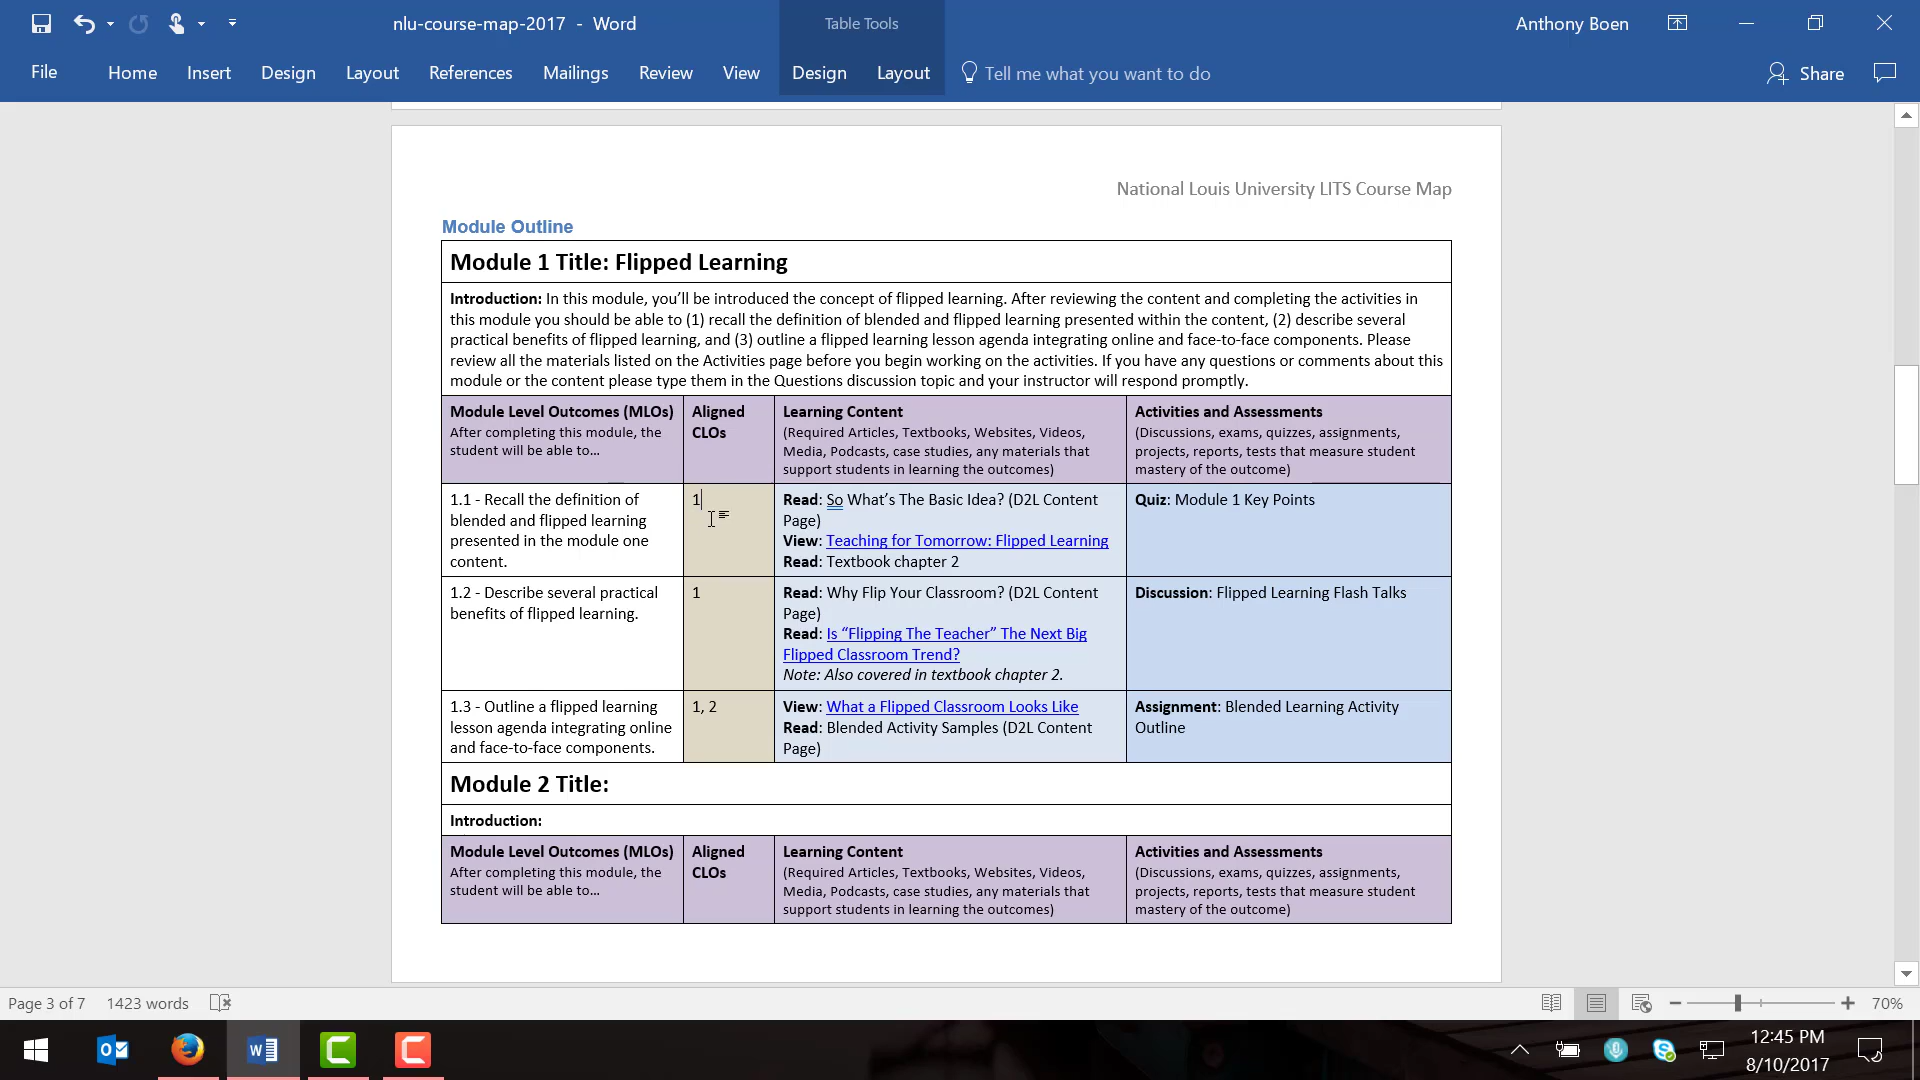 nlu-course-map-2017 - Word
Table Tools
Anthony Boen
File
Home
Insert
Design
Layout
References
Mailings
Review
View
Design
Layout
Tell me what you want to do
Share
National Louis University LITS Course Map
Module Outline
Module 1 Title: Flipped Learning
Introduction: In this module, you’ll be introduced the concept of flipped learning. After reviewing the content and completing the activities in
this module you should be able to (1) recall the definition of blended and flipped learning presented within the content, (2) describe several
practical benefits of flipped learning, and (3) outline a flipped learning lesson agenda integrating online and face-to-face components. Please
review all the materials listed on the Activities page before you begin working on the activities. If you have any questions or comments about this
module or the content please type them in the Questions discussion topic and your instructor will respond promptly.
Module Level Outcomes (MLOs)
After completing this module, the
student will be able to…
Aligned
CLOs
Learning Content
(Required Articles, Textbooks, Websites, Videos,
Media, Podcasts, case studies, any materials that
support students in learning the outcomes)
Activities and Assessments
(Discussions, exams, quizzes, assignments,
projects, reports, tests that measure student
mastery of the outcome)
1.1 - Recall the definition of
blended and flipped learning
presented in the module one
content.
1
Read: So What’s The Basic Idea? (D2L Content
Page)
View: Teaching for Tomorrow: Flipped Learning
Read: Textbook chapter 2
Quiz: Module 1 Key Points
1.2 - Describe several practical
benefits of flipped learning.
1
Read: Why Flip Your Classroom? (D2L Content
Page)
Read: Is “Flipping The Teacher” The Next Big
Flipped Classroom Trend?
Note: Also covered in textbook chapter 2.
Discussion: Flipped Learning Flash Talks
1.3 - Outline a flipped learning
lesson agenda integrating online
and face-to-face components.
1, 2
View: What a Flipped Classroom Looks Like
Read: Blended Activity Samples (D2L Content
Page)
Assignment: Blended Learning Activity
Outline
Module 2 Title:
Introduction:
Module Level Outcomes (MLOs)
After completing this module, the
student will be able to…
Aligned
CLOs
Learning Content
(Required Articles, Textbooks, Websites, Videos,
Media, Podcasts, case studies, any materials that
support students in learning the outcomes)
Activities and Assessments
(Discussions, exams, quizzes, assignments,
projects, reports, tests that measure student
mastery of the outcome)
Page 3 of 7
1423 words
70%
12:45 PM
8/10/2017